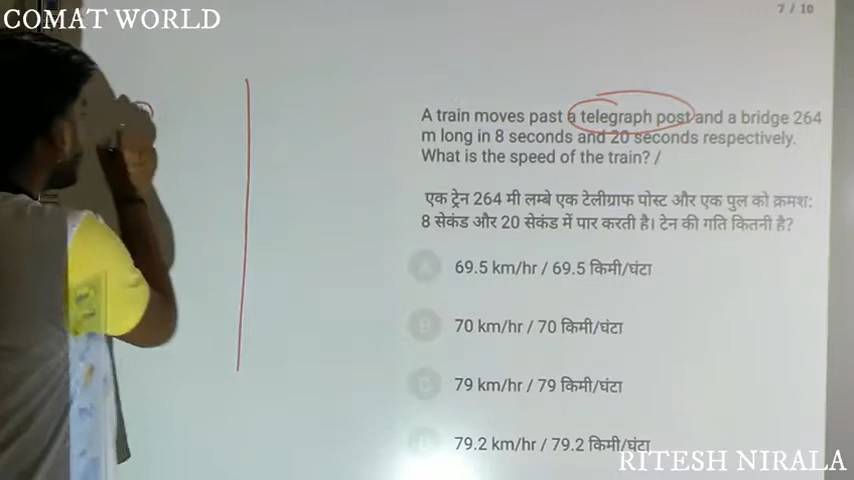 COMAT WORLD
7 / 10
A train moves past a telegraph post and a bridge 264
m long in 8 seconds and 20 seconds respectively.
What is the speed of the train? /
एक ट्रेन 264 मी लम्बे एक टेलीग्राफ पोस्ट और एक पुल को क्रमश:
8 सेकंड और 20 सेकंड में पार करती है। टेन की गति कितनी है?
A 69.5 km/hr / 69.5 किमी/घंटा
B 70 km/hr / 70 किमी/घंटा
C 79 km/hr / 79 किमी/घंटा
D 79.2 km/hr / 79.2 किमी/घंटा
RITESH NIRALA